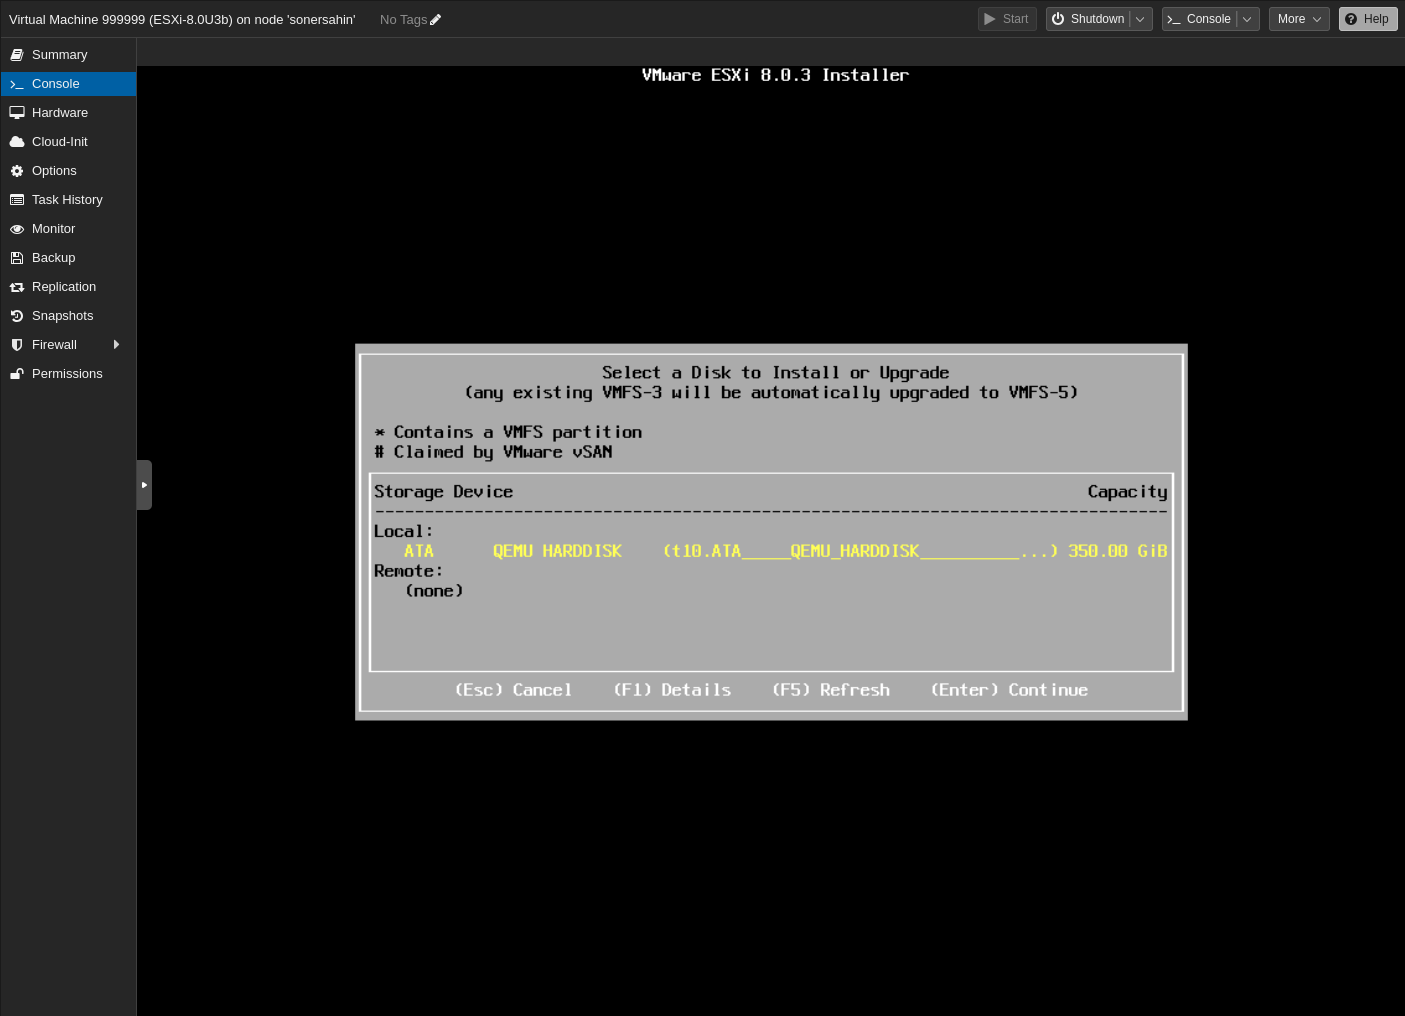 Virtual Machine 999999 (ESXi-8.0U3b) on node 'sonersahin' No Tags Start Shutdown Console More Help
Summary
Console
Hardware
Cloud-Init
Options
Task History
Monitor
Backup
Replication
Snapshots
Firewall
Permissions
VMware ESXi 8.0.3 Installer
Select a Disk to Install or Upgrade
(any existing VMFS-3 will be automatically upgraded to VMFS-5)
* Contains a VMFS partition
# Claimed by VMware vSAN
Storage Device Capacity
--------------------------------------------------------------------------------
Local:
ATA QEMU HARDDISK (t10.ATA_____QEMU_HARDDISK__________...) 350.00 GiB
Remote:
(none)
(Esc) Cancel (F1) Details (F5) Refresh (Enter) Continue